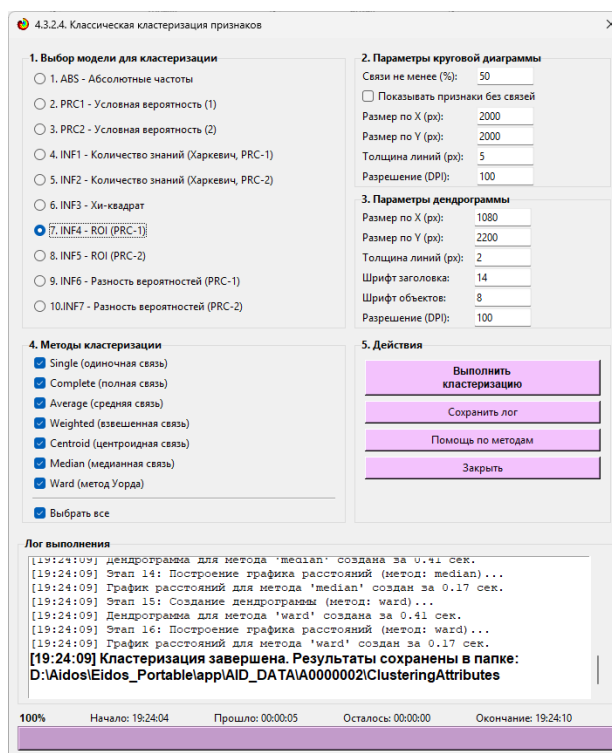 4.3.2.4. Классическая кластеризация признаков
1. Выбор модели для кластеризации
1. ABS - Абсолютные частоты
2. PRC1 - Условная вероятность (1)
3. PRC2 - Условная вероятность (2)
4. INF1 - Количество знаний (Харкевич, PRC-1)
5. INF2 - Количество знаний (Харкевич, PRC-2)
6. INF3 - Хи-квадрат
7. INF4 - ROI (PRC-1)
8. INF5 - ROI (PRC-2)
9. INF6 - Разность вероятностей (PRC-1)
10.INF7 - Разность вероятностей (PRC-2)
2. Параметры круговой диаграммы
Связи не менее (%): 50
Показывать признаки без связей
Размер по X (px): 2000
Размер по Y (px): 2000
Толщина линий (px): 5
Разрешение (DPI): 100
3. Параметры дендрограммы
Размер по X (px): 1080
Размер по Y (px): 2200
Толщина линий (px): 2
Шрифт заголовка: 14
Шрифт объектов: 8
Разрешение (DPI): 100
4. Методы кластеризации
Single (одиночная связь)
Complete (полная связь)
Average (средняя связь)
Weighted (взвешенная связь)
Centroid (центроидная связь)
Median (медианная связь)
Ward (метод Уорда)
Выбрать все
5. Действия
Выполнить
кластеризацию
Сохранить лог
Помощь по методам
Закрыть
Лог выполнения
[19:24:09] Дендрограмма для метода 'median' создана за 0.41 сек.
[19:24:09] Этап 14: Построение графика расстояний (метод: median)...
[19:24:09] График расстояний для метода 'median' создан за 0.17 сек.
[19:24:09] Этап 15: Создание дендрограммы (метод: ward)...
[19:24:09] Дендрограмма для метода 'ward' создана за 0.41 сек.
[19:24:09] Этап 16: Построение графика расстояний (метод: ward)...
[19:24:09] График расстояний для метода 'ward' создан за 0.17 сек.
[19:24:09] Кластеризация завершена. Результаты сохранены в папке:
D:\Aidos\Eidos_Portable\app\AID_DATA\A0000002\ClusteringAttributes
100% Начало: 19:24:04 Прошло: 00:00:05 Осталось: 00:00:00 Окончание: 19:24:10